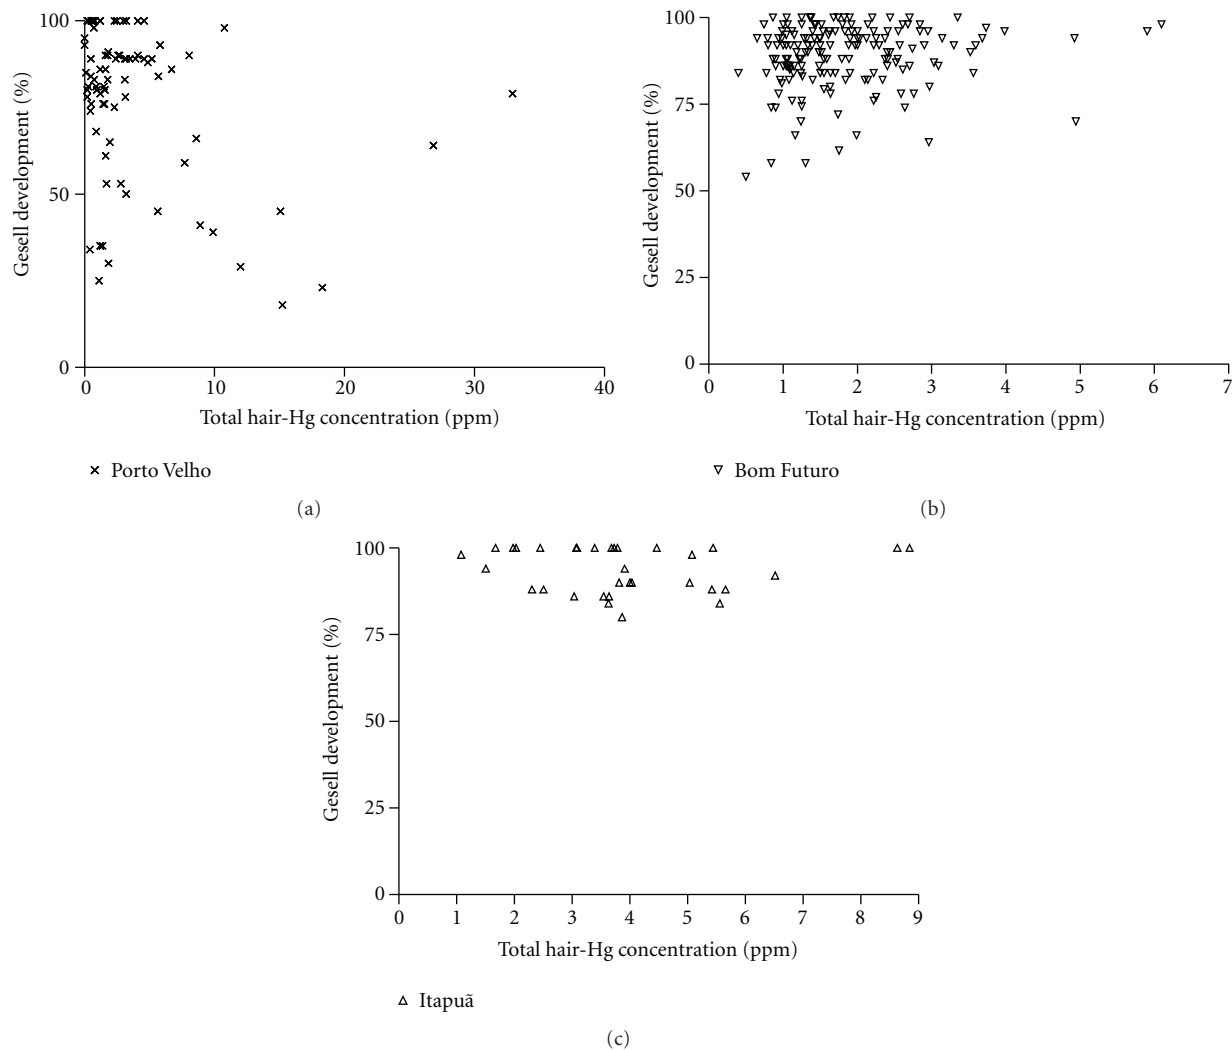 Gesell development (%)
100
50
0
0 10 20 30 40
Total hair-Hg concentration (ppm)
Porto Velho
(a)
Gesell development (%)
100
75
50
25
0
0 1 2 3 4 5 6 7
Total hair-Hg concentration (ppm)
Bom Futuro
(b)
Gesell development (%)
100
75
50
25
0
0 1 2 3 4 5 6 7 8 9
Total hair-Hg concentration (ppm)
Itapuã
(c)